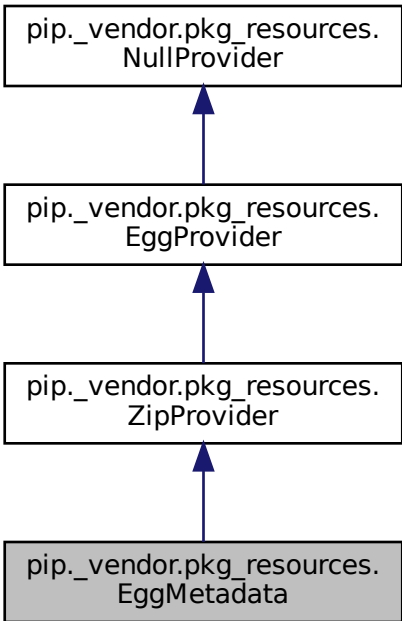 pip._vendor.pkg_resources.
NullProvider
pip._vendor.pkg_resources.
EggProvider
pip._vendor.pkg_resources.
ZipProvider
pip._vendor.pkg_resources.
EggMetadata